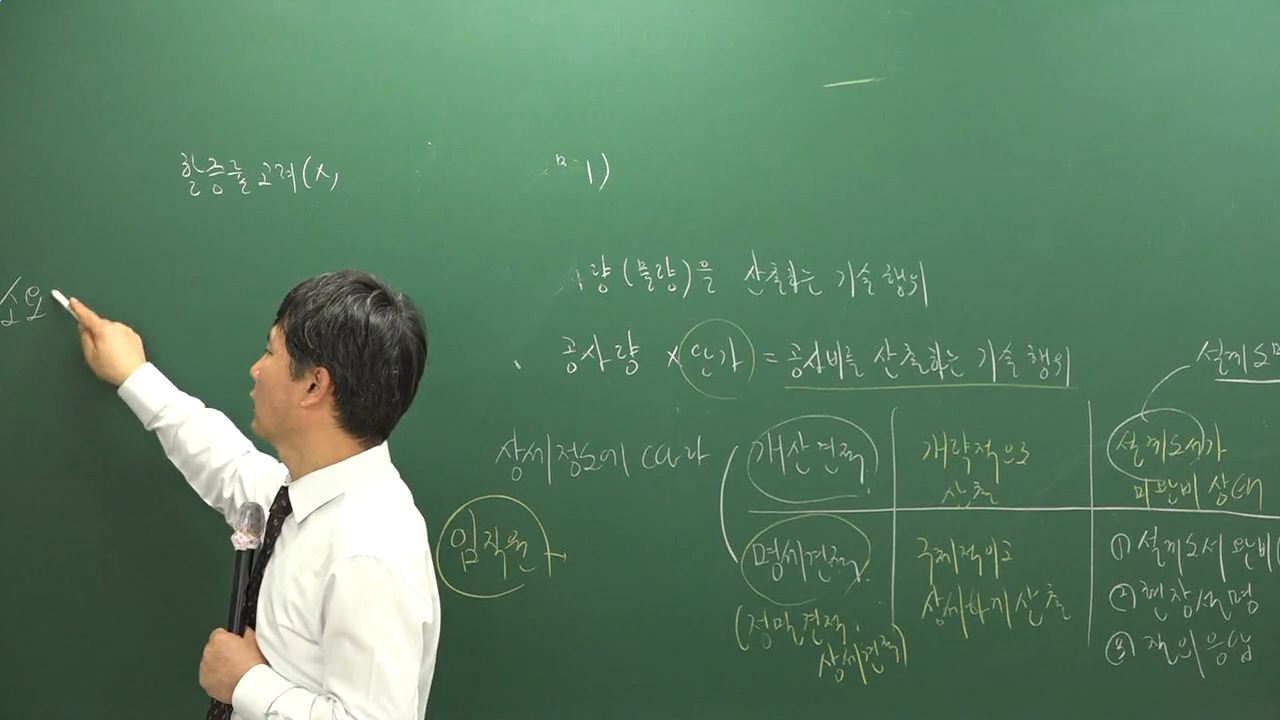 할증률 고려(X,
-1)
량(물량)을 산출하는 기술행위
소요
공사량 × 단가 = 공사비를 산출하는 기술행위
상세정도에 따라
개산견적
개략적으로
산출
설계도서가
미완비 상태
임직원
명세견적
구체적이고
상세하게 산출
(정밀견적,
상세견적)
① 설계도서 완비
② 현장설명
③ 질의응답